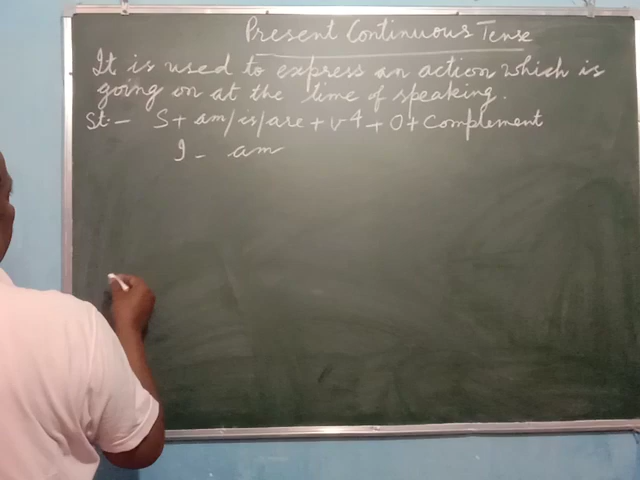 Present Continuous Tense
It is used to express an action which is
going on at the time of speaking.
St:- S + am/is/are + v4 + O + Complement
I - am